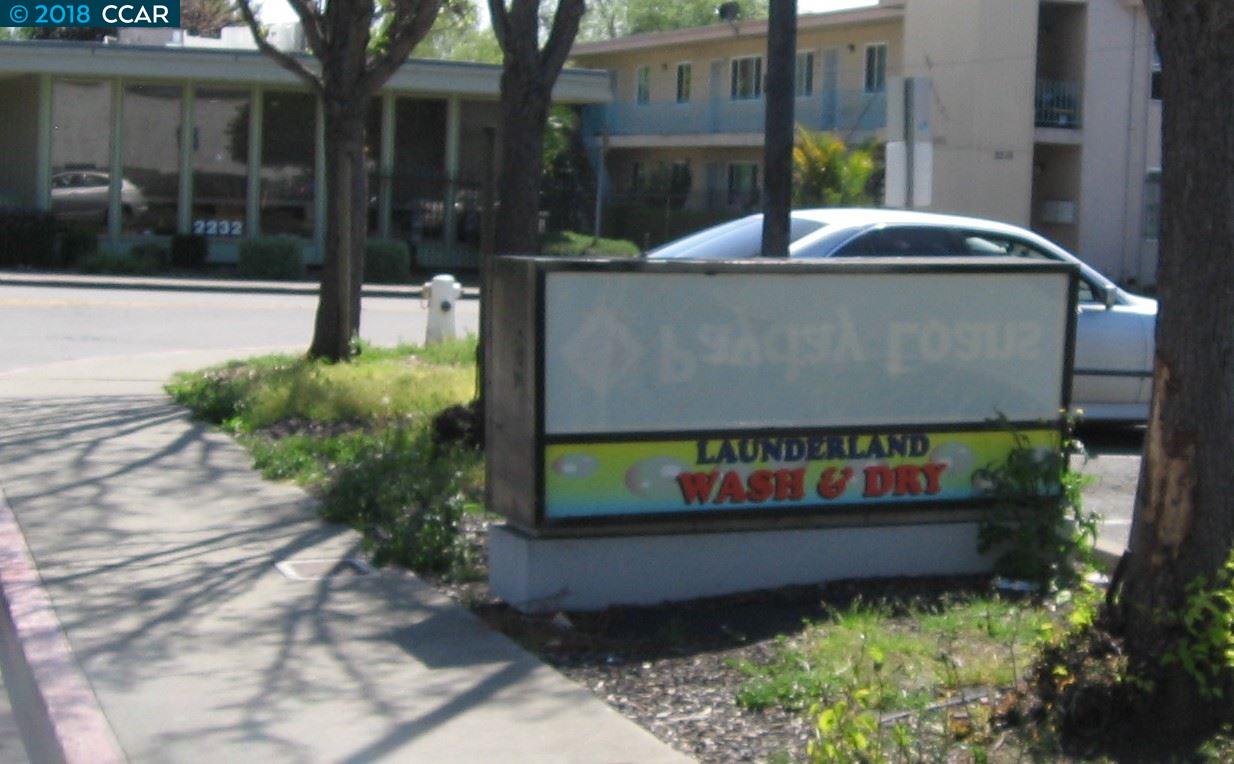 © 2018 CCAR
2232
Payday Loans
LAUNDERLAND
WASH & DRY